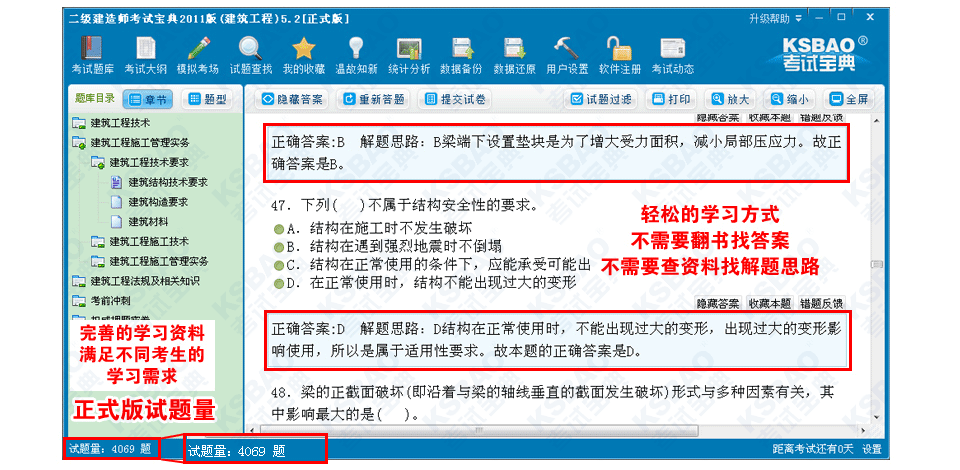 二级建造师考试宝典2011版(建筑工程)5.2[正式版]
升级帮助
考试题库 考试大纲 模拟考场 试题查找 我的收藏 温故知新 统计分析 数据备份 数据还原 用户设置 软件注册 考试动态
KSBAO®
考试宝典
题库目录 章节 题型
隐藏答案 重新答题 提交试卷 试题过滤 打印 放大 缩小 全屏
建筑工程技术
建筑工程施工管理实务
建筑工程技术要求
建筑结构技术要求
建筑构造要求
建筑材料
建筑工程施工技术
建筑工程施工管理实务
建筑工程法规及相关知识
考前冲刺
完善的学习资料
满足不同考生的
学习需求
正式版试题量
隐藏答案 收藏本题 错题反馈
正确答案:B 解题思路：B梁端下设置垫块是为了增大受力面积，减小局部压应力。故正
确答案是B。
47．下列( )不属于结构安全性的要求。
A．结构在施工时不发生破坏
B．结构在遇到强烈地震时不倒塌
C．结构在正常使用的条件下，应能承受可能出
D．在正常使用时，结构不能出现过大的变形
轻松的学习方式
不需要翻书找答案
不需要查资料找解题思路
隐藏答案 收藏本题 错题反馈
正确答案:D 解题思路：D结构在正常使用时，不能出现过大的变形，出现过大的变形影
响使用，所以是属于适用性要求。故本题的正确答案是D。
48．梁的正截面破坏(即沿着与梁的轴线垂直的截面发生破坏)形式与多种因素有关，其
中影响最大的是( )。
试题量：4069 题
试题量：4069 题
距离考试还有0天 设置